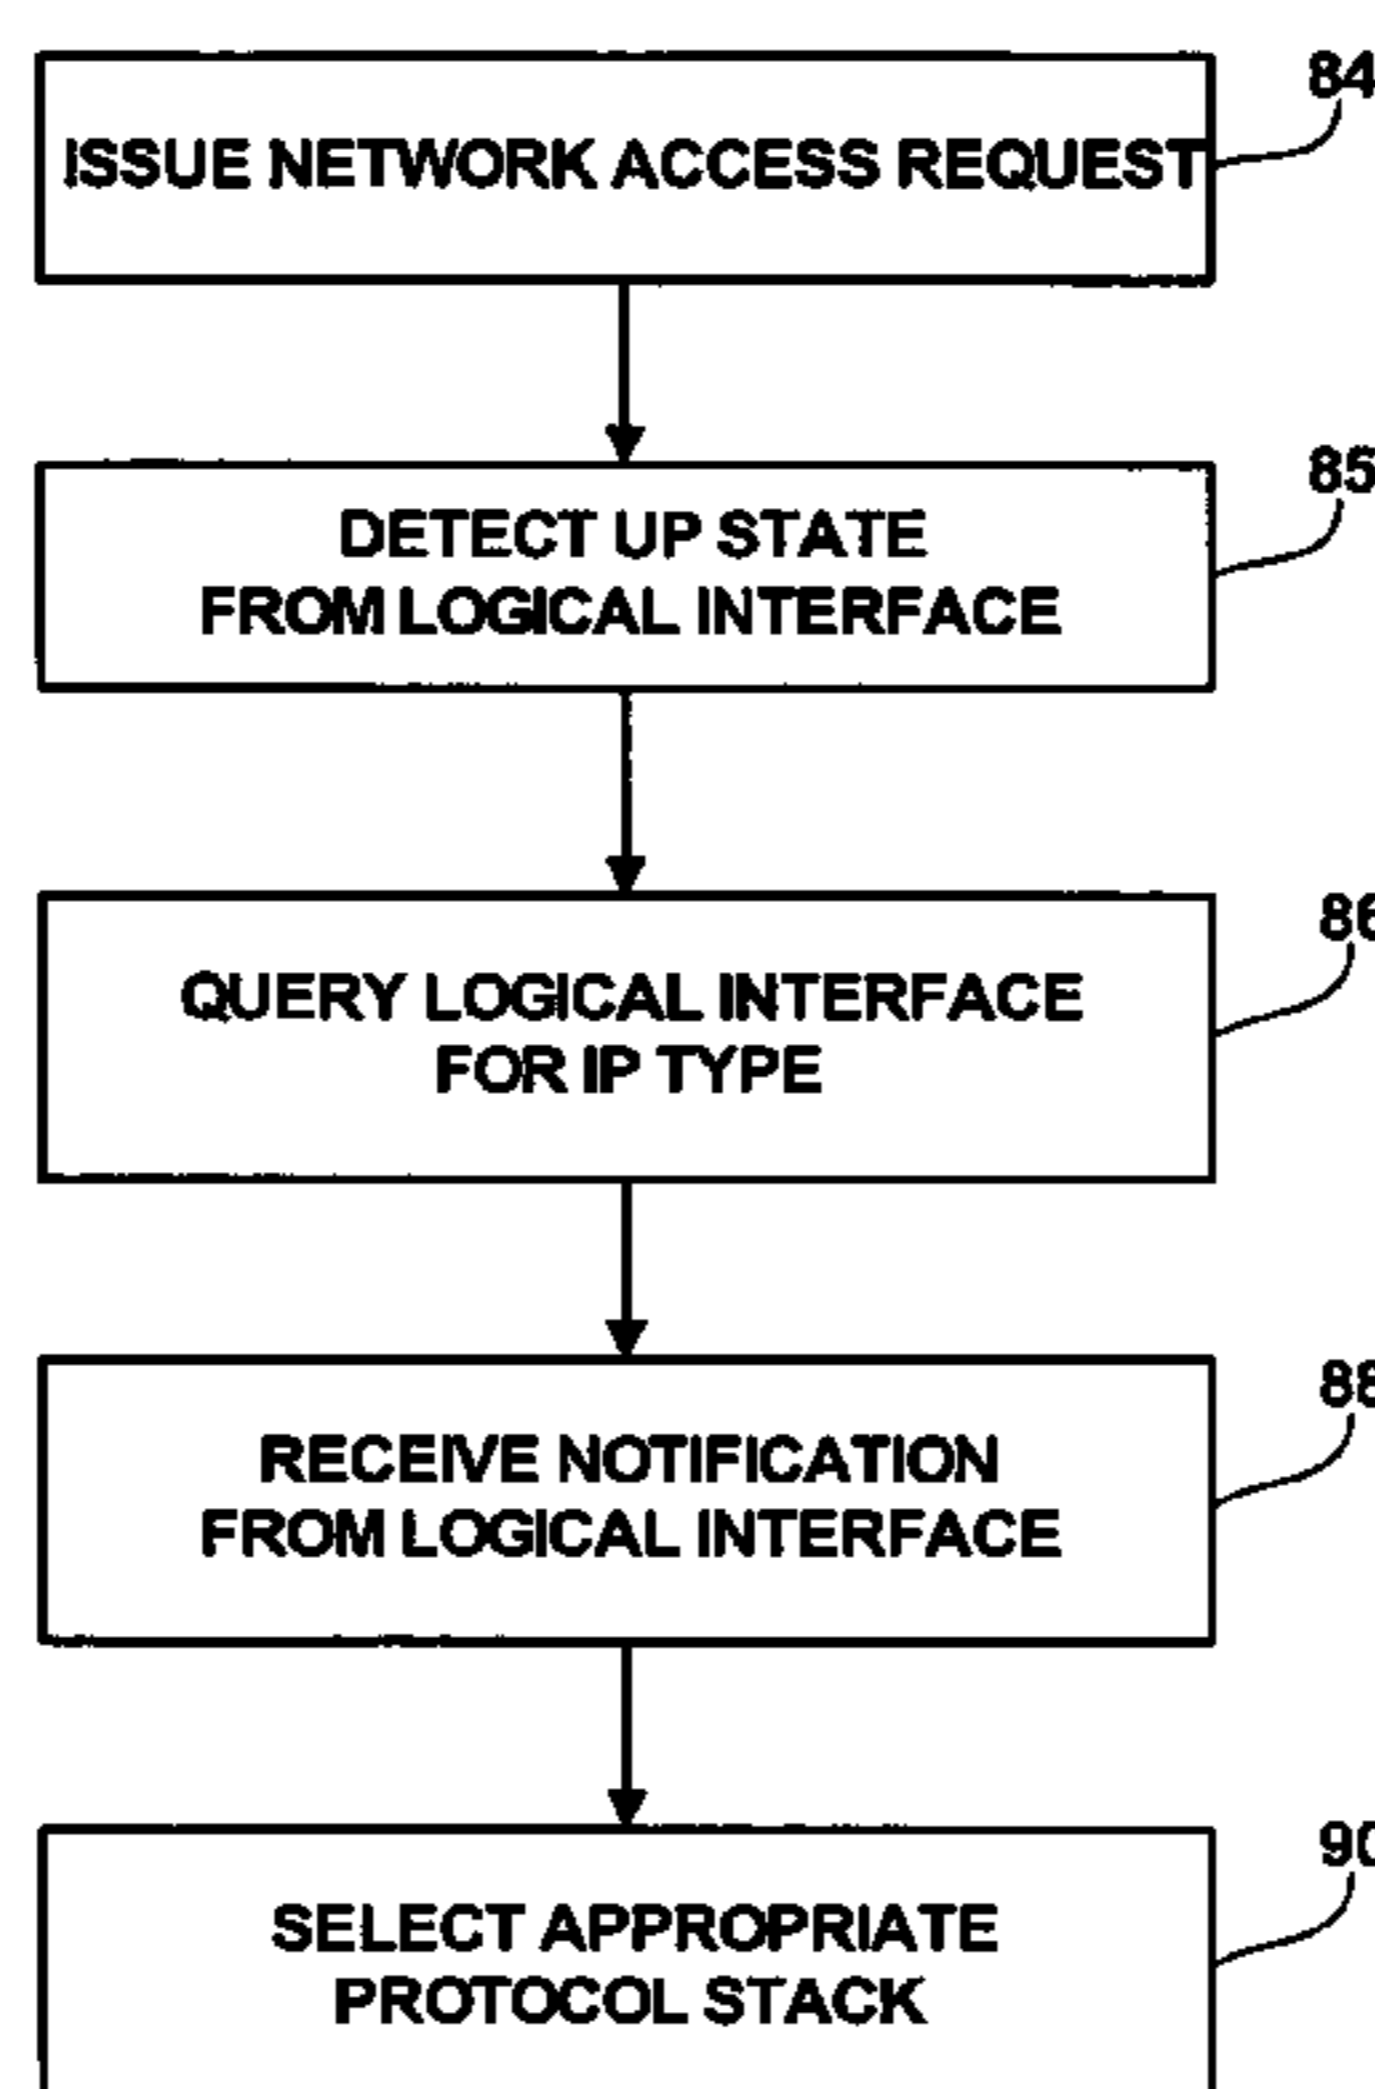 84
ISSUE NETWORK ACCESS REQUEST
85
DETECT UP STATE
FROM LOGICAL INTERFACE
86
QUERY LOGICAL INTERFACE
FOR IP TYPE
88
RECEIVE NOTIFICATION
FROM LOGICAL INTERFACE
90
SELECT APPROPRIATE
PROTOCOL STACK